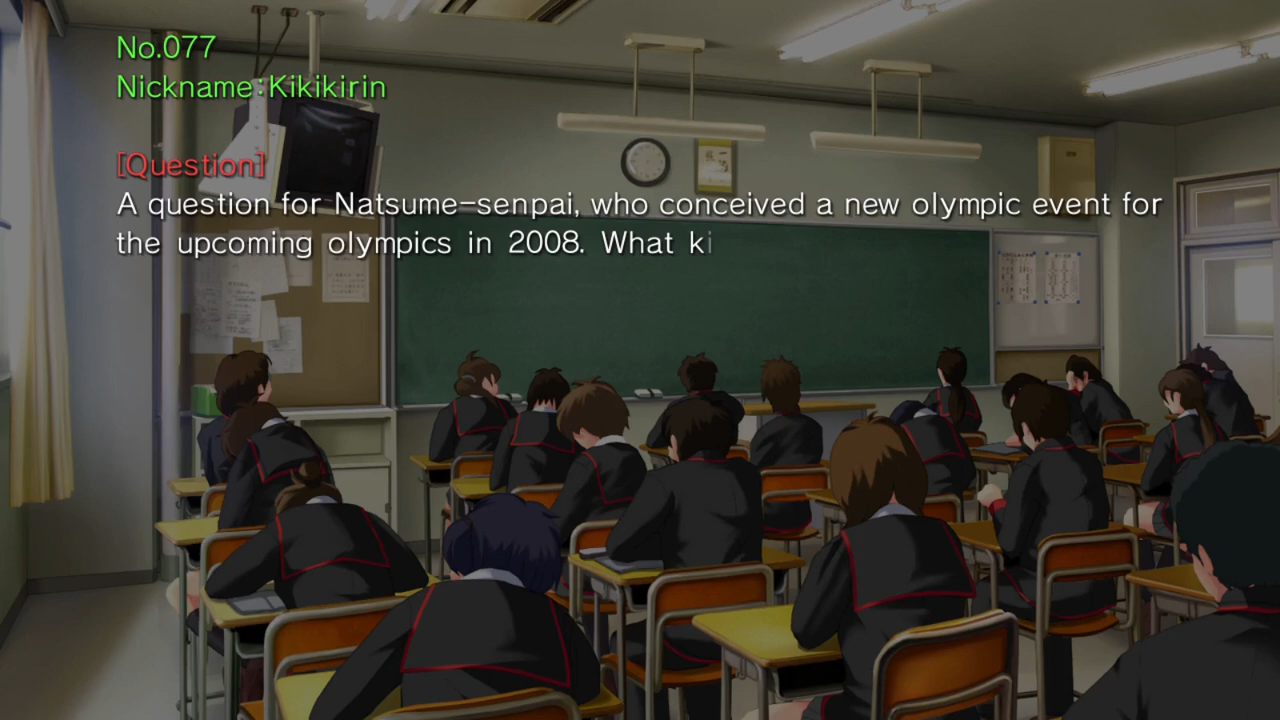 No.077
Nickname:Kikikirin
[Question]
A question for Natsume-senpai, who conceived a new olympic event for
the upcoming olympics in 2008. What ki